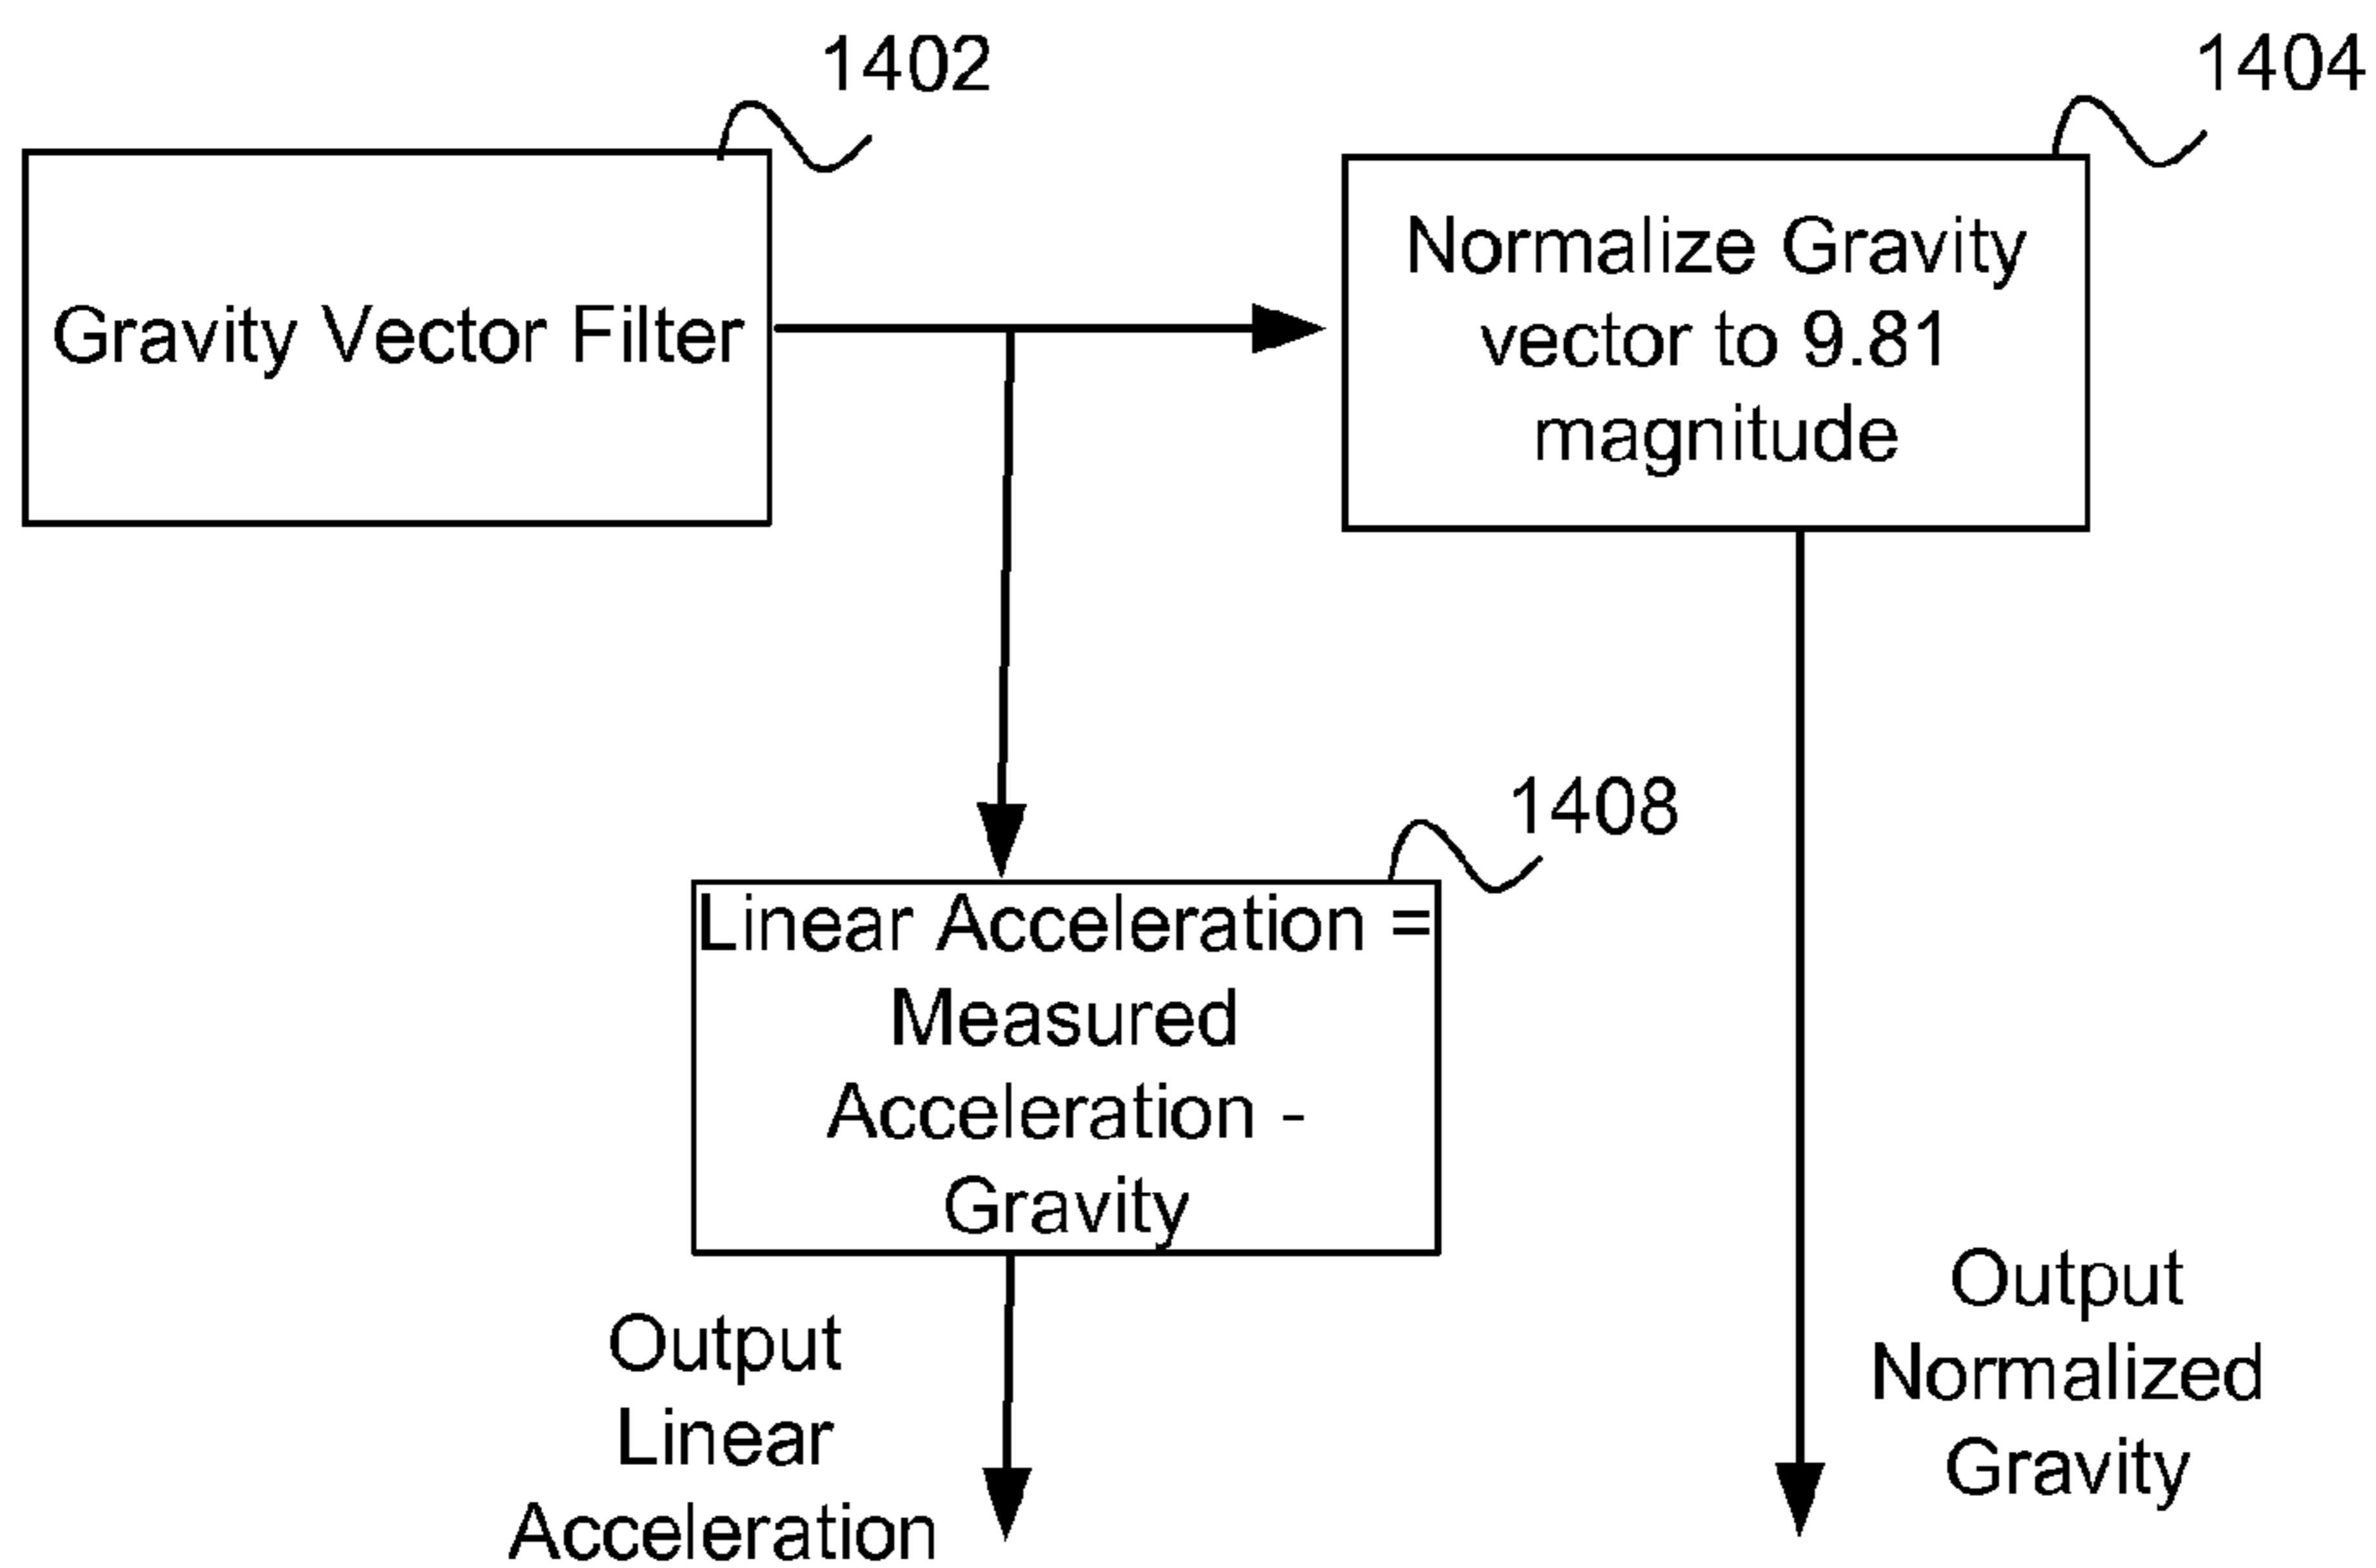 1402
1404
Gravity Vector Filter
Normalize Gravity
vector to 9.81
magnitude
1408
Linear Acceleration =
Measured
Acceleration -
Gravity
Output
Linear
Acceleration
Output
Normalized
Gravity